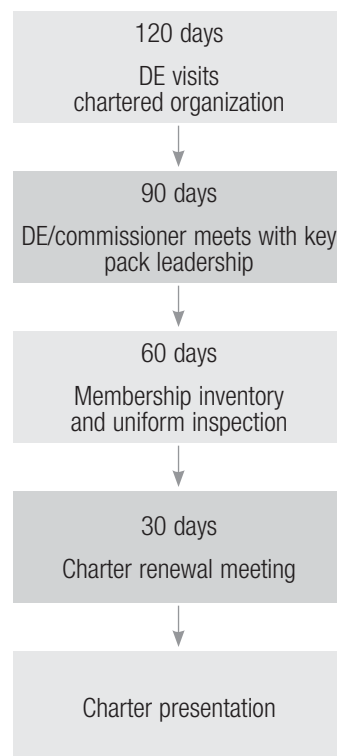 120 days
DE visits
chartered organization
90 days
DE/commissioner meets with key
pack leadership
60 days
Membership inventory
and uniform inspection
30 days
Charter renewal meeting
Charter presentation